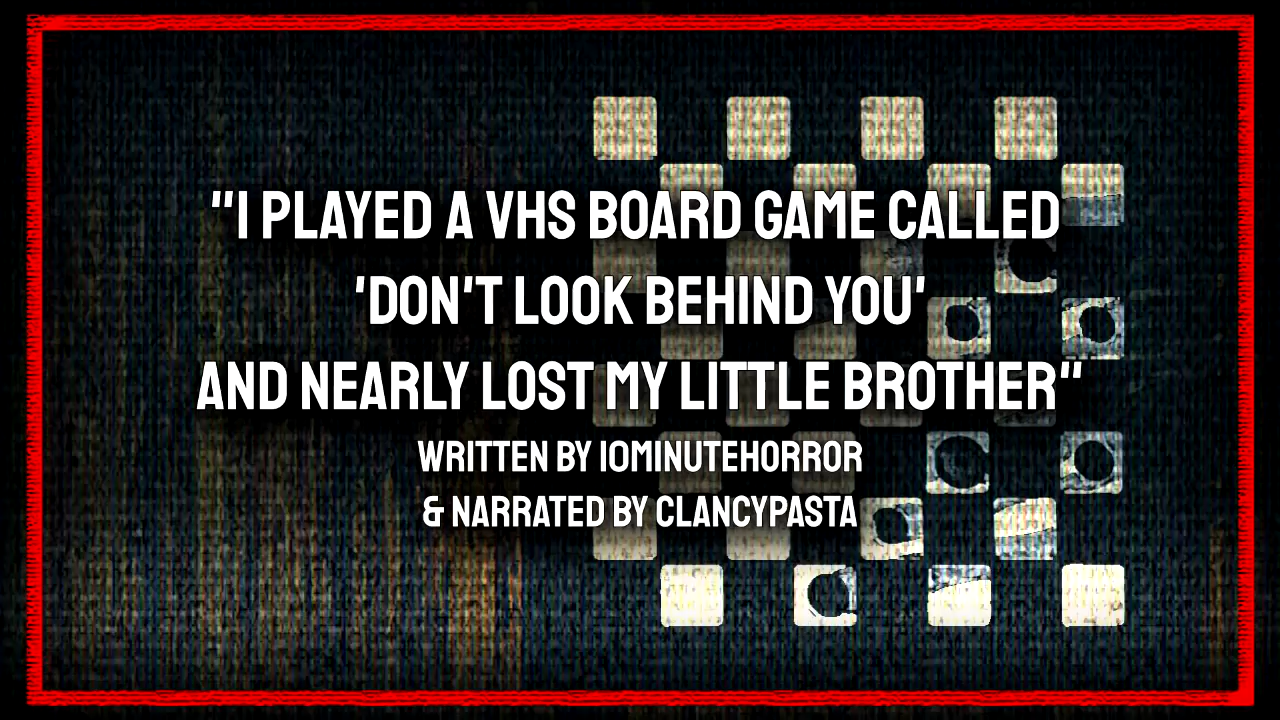 "I PLAYED A VHS BOARD GAME CALLED
'DON'T LOOK BEHIND YOU'
AND NEARLY LOST MY LITTLE BROTHER"
WRITTEN BY 10MINUTEHORROR
& NARRATED BY CLANCYPASTA